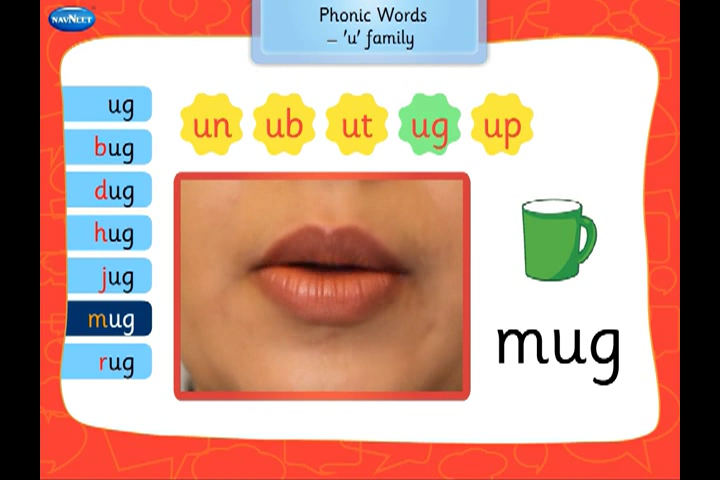 NAVNEET
Phonic Words
– 'u' family
un ub ut ug up
ug
bug
dug
hug
jug
mug
rug
mug